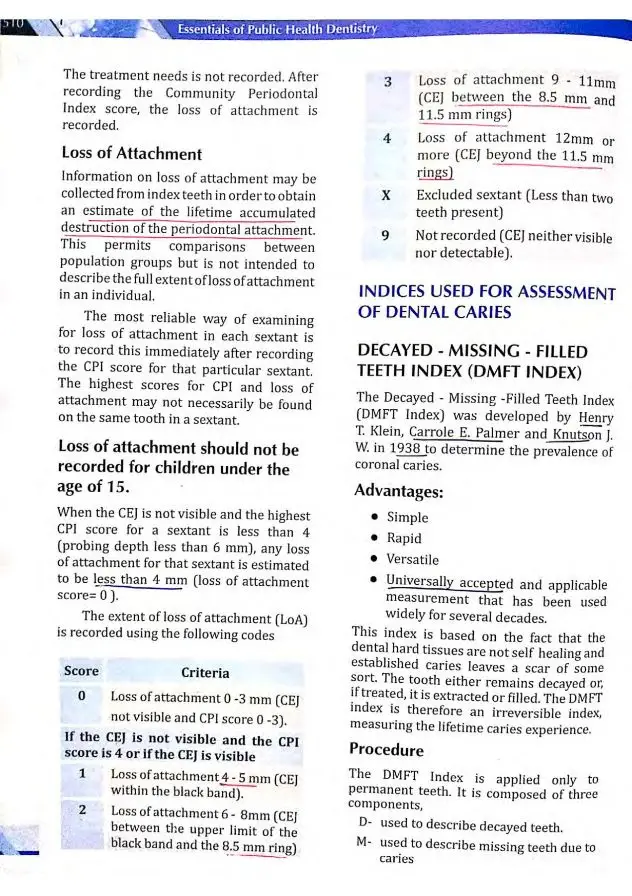 510
Essentials of Public Health Dentistry
The treatment needs is not recorded. After
recording the Community Periodontal
Index score, the loss of attachment is
recorded.
Loss of Attachment
Information on loss of attachment may be
collected from index teeth in order to obtain
an estimate of the lifetime accumulated
destruction of the periodontal attachment.
This permits comparisons between
population groups but is not intended to
describe the full extent of loss of attachment
in an individual.
The most reliable way of examining
for loss of attachment in each sextant is
to record this immediately after recording
the CPI score for that particular sextant.
The highest scores for CPI and loss of
attachment may not necessarily be found
on the same tooth in a sextant.
Loss of attachment should not be
recorded for children under the
age of 15.
When the CEJ is not visible and the highest
CPI score for a sextant is less than 4
(probing depth less than 6 mm), any loss
of attachment for that sextant is estimated
to be less than 4 mm (loss of attachment
score= 0 ).
The extent of loss of attachment (LoA)
is recorded using the following codes
Score Criteria
0 Loss of attachment 0 -3 mm (CEJ
not visible and CPI score 0 -3).
If the CEJ is not visible and the CPI
score is 4 or if the CEJ is visible
1 Loss of attachment 4 - 5 mm (CEJ
within the black band).
2 Loss of attachment 6 - 8mm (CEJ
between the upper limit of the
black band and the 8.5 mm ring)
3 Loss of attachment 9 - 11mm
(CEJ between the 8.5 mm and
11.5 mm rings)
4 Loss of attachment 12mm or
more (CEJ beyond the 11.5 mm
rings)
X Excluded sextant (Less than two
teeth present)
9 Not recorded (CEJ neither visible
nor detectable).
INDICES USED FOR ASSESSMENT
OF DENTAL CARIES
DECAYED - MISSING - FILLED
TEETH INDEX (DMFT INDEX)
The Decayed - Missing -Filled Teeth Index
(DMFT Index) was developed by Henry
T. Klein, Carrole E. Palmer and Knutson J.
W. in 1938 to determine the prevalence of
coronal caries.
Advantages:
• Simple
• Rapid
• Versatile
• Universally accepted and applicable
measurement that has been used
widely for several decades.
This index is based on the fact that the
dental hard tissues are not self healing and
established caries leaves a scar of some
sort. The tooth either remains decayed or,
if treated, it is extracted or filled. The DMFT
index is therefore an irreversible index,
measuring the lifetime caries experience.
Procedure
The DMFT Index is applied only to
permanent teeth. It is composed of three
components,
D- used to describe decayed teeth.
M- used to describe missing teeth due to
caries